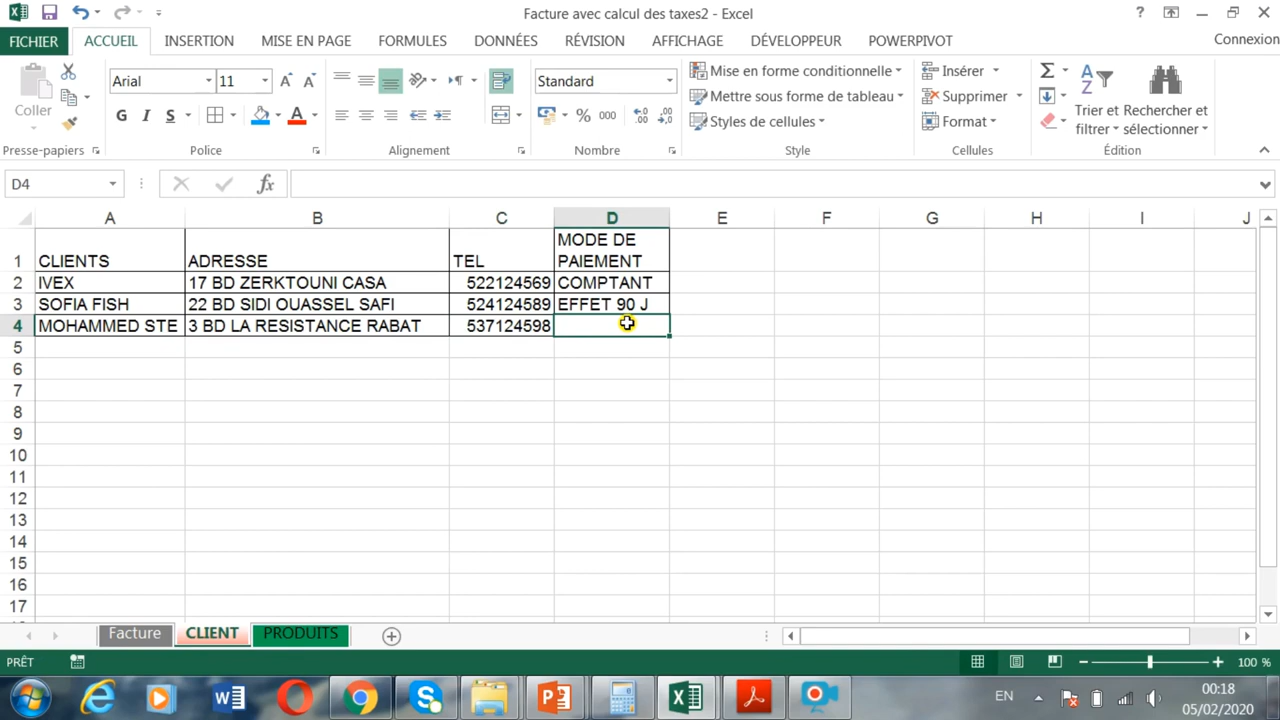 Facture avec calcul des taxes2 - Excel
?
FICHIER ACCUEIL INSERTION MISE EN PAGE FORMULES DONNÉES RÉVISION AFFICHAGE DÉVELOPPEUR POWERPIVOT Connexion
Coller
Arial 11
G I S A
Standard
% 000
Mise en forme conditionnelle
Mettre sous forme de tableau
Styles de cellules
Insérer
Supprimer
Format
Trier et filtrer
Rechercher et sélectionner
Presse-papiers Police Alignement Nombre Style Cellules Édition
D4 fx
A B C D E F G H I J
1 CLIENTS ADRESSE TEL MODE DE PAIEMENT
2 IVEX 17 BD ZERKTOUNI CASA 522124569 COMPTANT
3 SOFIA FISH 22 BD SIDI OUASSEL SAFI 524124589 EFFET 90 J
4 MOHAMMED STE 3 BD LA RESISTANCE RABAT 537124598
5
6
7
8
9
10
11
12
13
14
15
16
17
Facture CLIENT PRODUITS
PRÊT 100 %
EN 00:18
05/02/2020